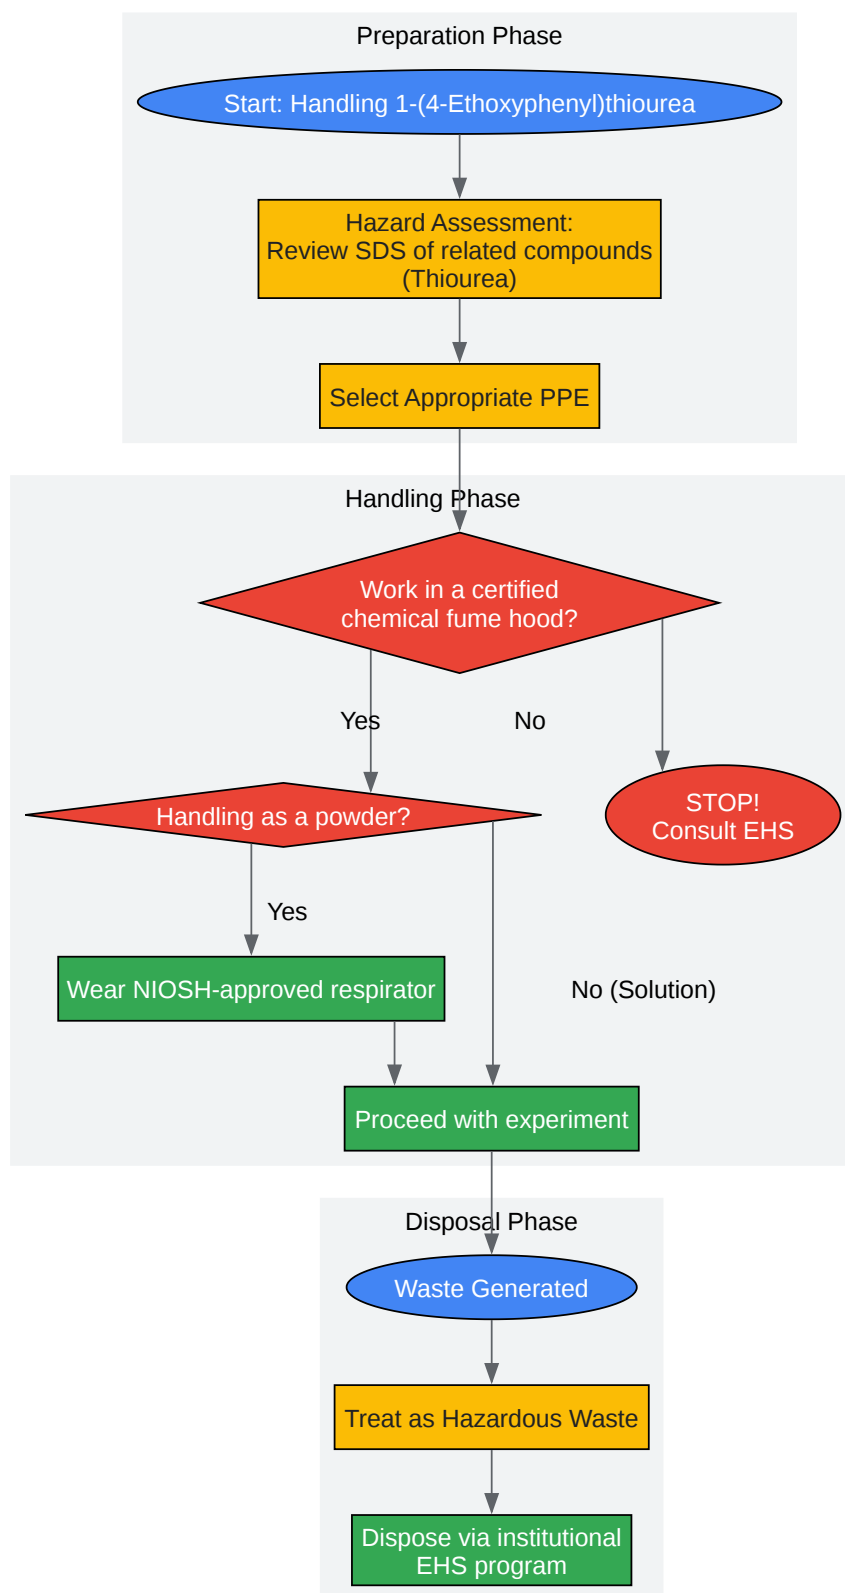 Preparation Phase
Start: Handling 1-(4-Ethoxyphenyl)thiourea
Hazard Assessment:
Review SDS of related compounds
(Thiourea)
Select Appropriate PPE
Handling Phase
Work in a certified
chemical fume hood?
Yes
No
Handling as a powder?
STOP!
Consult EHS
Yes
Wear NIOSH-approved respirator
No (Solution)
Proceed with experiment
Disposal Phase
Waste Generated
Treat as Hazardous Waste
Dispose via institutional
EHS program